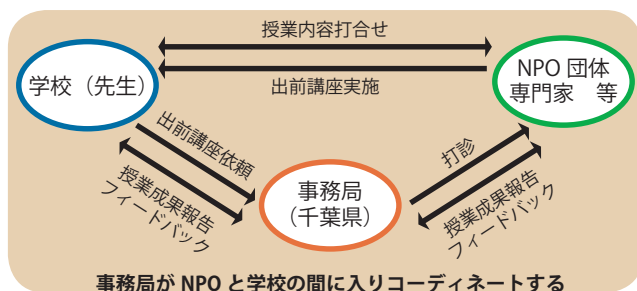 授業内容打合せ
学校（先生）
出前講座実施
NPO 団体
専門家　等
出前講座依頼
打診
授業成果報告
フィードバック
事務局
（千葉県）
授業成果報告
フィードバック
事務局が NPO と学校の間に入りコーディネートする